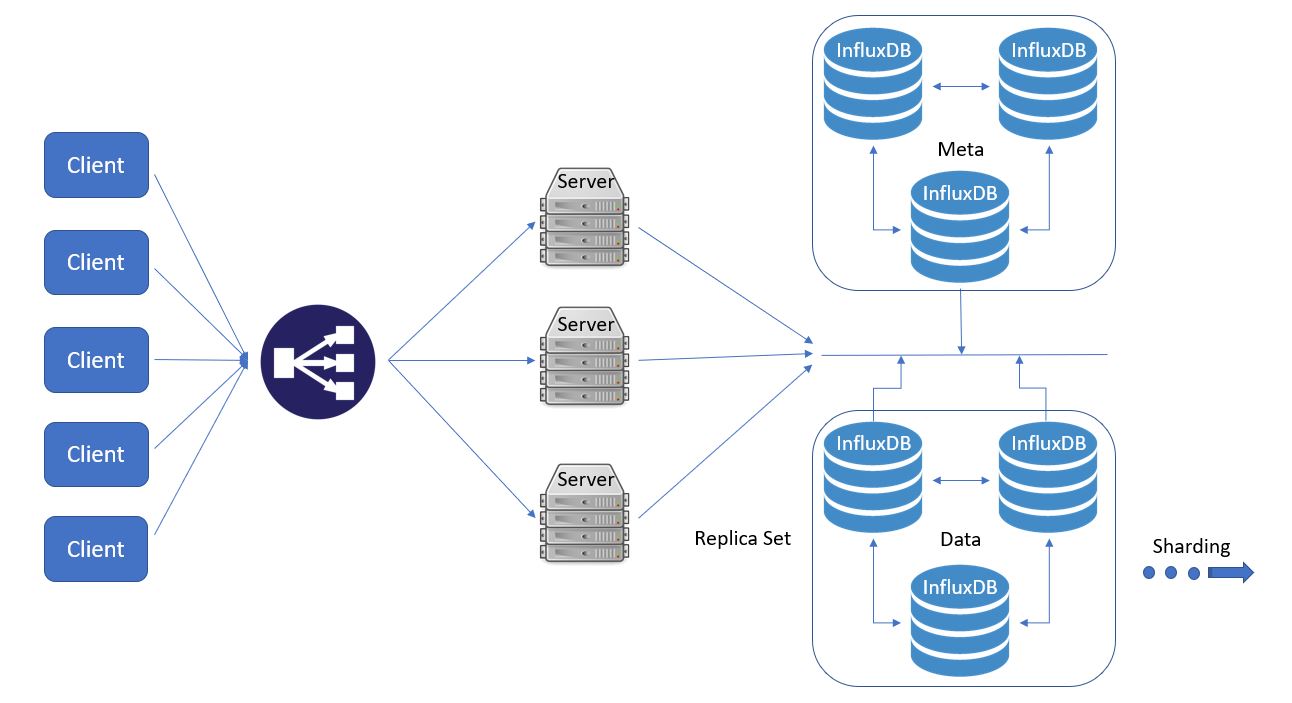 Client
Client
Client
Client
Client
Server
Server
Server
InfluxDB
InfluxDB
Meta
InfluxDB
InfluxDB
InfluxDB
Replica Set
Data
InfluxDB
Sharding